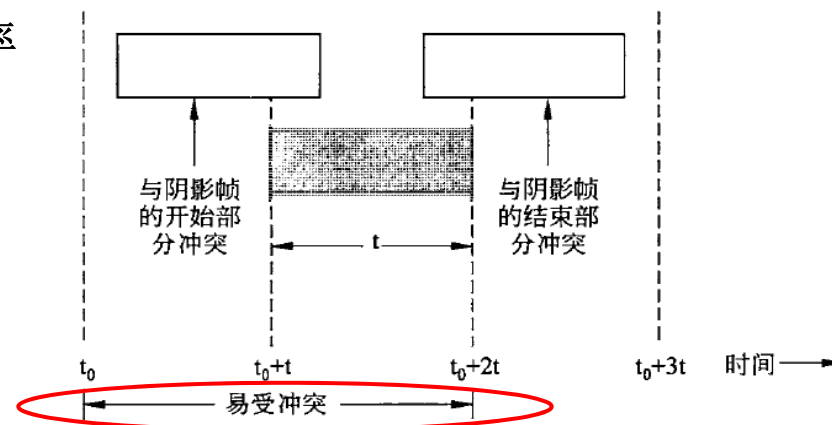 与阴影帧
的开始部
分冲突
与阴影帧
的结束部
分冲突
t
t₀
t₀+t
t₀+2t
t₀+3t
时间
易受冲突